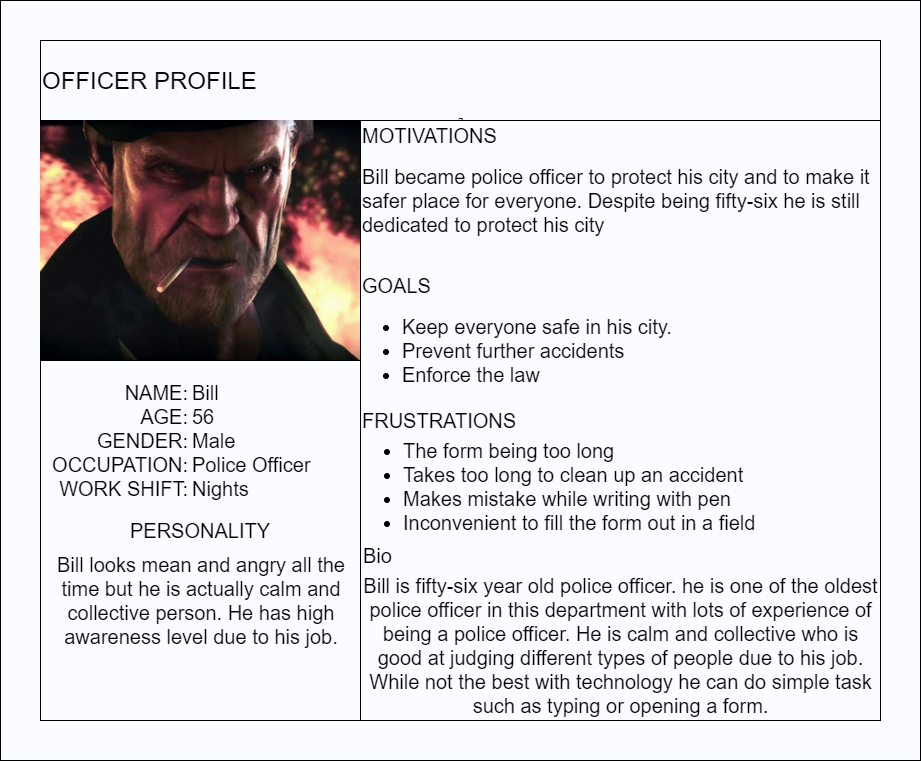 OFFICER PROFILE
MOTIVATIONS
Bill became police officer to protect his city and to make it
safer place for everyone. Despite being fifty-six he is still
dedicated to protect his city
GOALS
• Keep everyone safe in his city.
• Prevent further accidents
• Enforce the law
FRUSTRATIONS
• The form being too long
• Takes too long to clean up an accident
• Makes mistake while writing with pen
• Inconvenient to fill the form out in a field
Bio
Bill is fifty-six year old police officer. he is one of the oldest
police officer in this department with lots of experience of
being a police officer. He is calm and collective who is
good at judging different types of people due to his job.
While not the best with technology he can do simple task
such as typing or opening a form.
NAME: Bill
AGE: 56
GENDER: Male
OCCUPATION: Police Officer
WORK SHIFT: Nights
PERSONALITY
Bill looks mean and angry all the
time but he is actually calm and
collective person. He has high
awareness level due to his job.